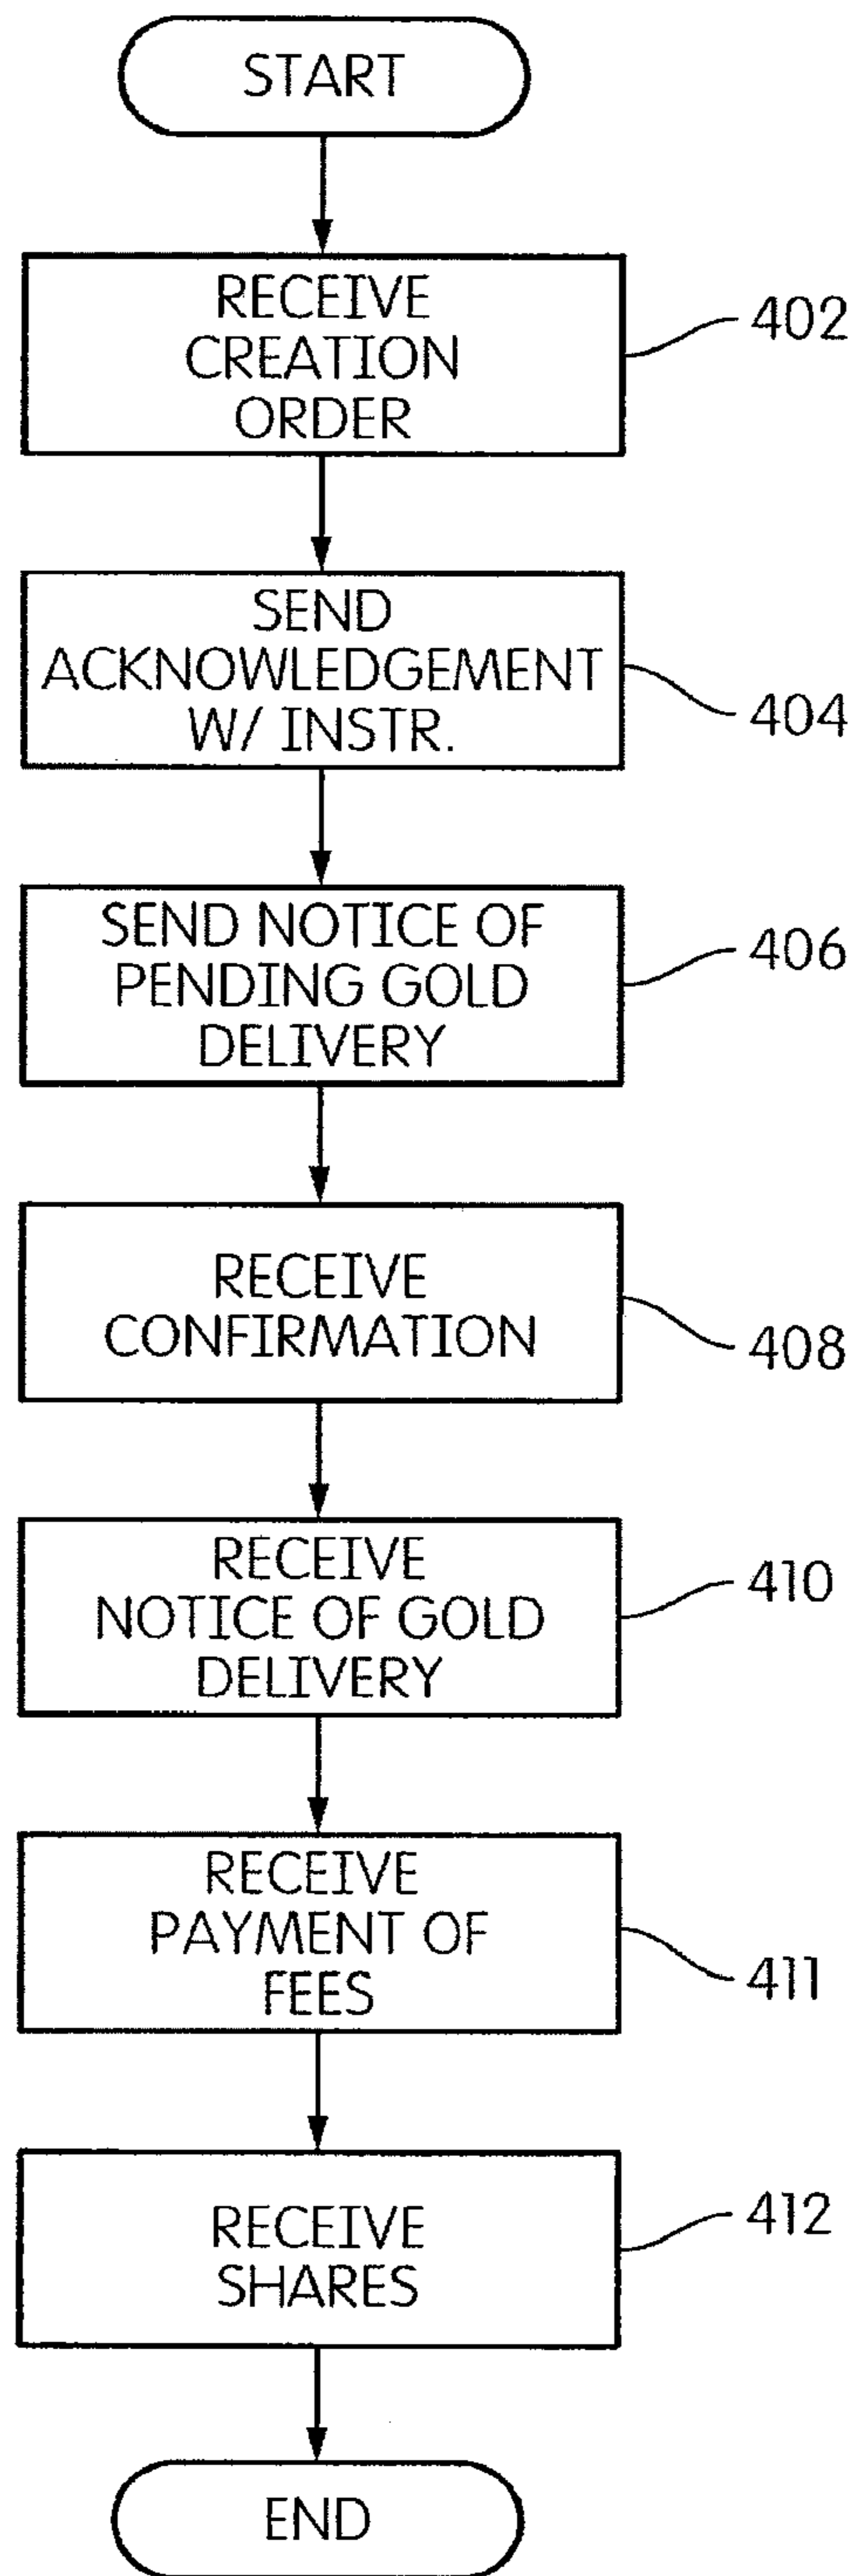 START
RECEIVE
CREATION
ORDER
402
SEND
ACKNOWLEDGEMENT
W/ INSTR.
404
SEND NOTICE OF
PENDING GOLD
DELIVERY
406
RECEIVE
CONFIRMATION
408
RECEIVE
NOTICE OF GOLD
DELIVERY
410
RECEIVE
PAYMENT OF
FEES
411
RECEIVE
SHARES
412
END